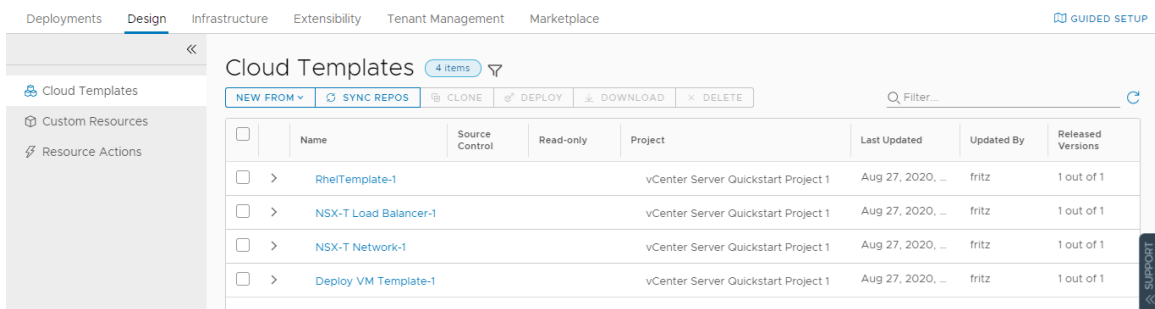 Deployments Design Infrastructure Extensibility Tenant Management Marketplace GUIDED SETUP
Cloud Templates
Custom Resources
Resource Actions
Cloud Templates 4 items
NEW FROM SYNC REPOS CLONE DEPLOY DOWNLOAD DELETE Filter...
Name Source Control Read-only Project Last Updated Updated By Released Versions
RhelTemplate-1 vCenter Server Quickstart Project 1 Aug 27, 2020, ... fritz 1 out of 1
NSX-T Load Balancer-1 vCenter Server Quickstart Project 1 Aug 27, 2020, ... fritz 1 out of 1
NSX-T Network-1 vCenter Server Quickstart Project 1 Aug 27, 2020, ... fritz 1 out of 1
Deploy VM Template-1 vCenter Server Quickstart Project 1 Aug 27, 2020, ... fritz 1 out of 1
SUPPORT